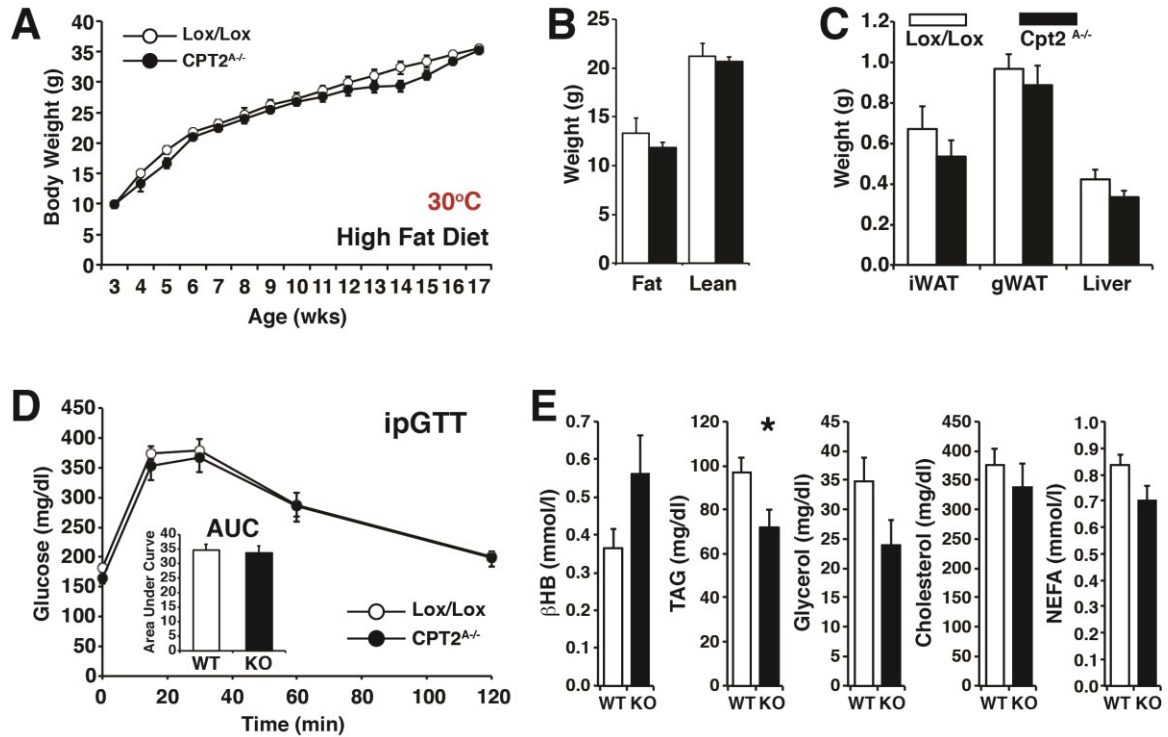 A
Body Weight (g)
40
35
30
25
20
15
10
5
0
Lox/Lox
CPT2A-/-
30ºC
High Fat Diet
3 4 5 6 7 8 9 10 11 12 13 14 15 16 17
Age (wks)
B
Weight (g)
25
20
15
10
5
0
Fat Lean
C
Weight (g)
1.2
1.0
0.8
0.6
0.4
0.2
0.0
Lox/Lox Cpt2 A-/-
iWAT gWAT Liver
D
ipGTT
Glucose (mg/dl)
450
400
350
300
250
200
150
100
50
0
AUC
Area Under Curve
40
35
30
25
20
15
10
5
0
WT KO
Lox/Lox
CPT2A-/-
0 20 40 60 80 100 120
Time (min)
E
βHB (mmol/l)
0.7
0.6
0.5
0.4
0.3
0.2
0.1
0.0
WT KO
TAG (mg/dl)
120
100
80
60
40
20
0
*
WT KO
Glycerol (mg/dl)
45
40
35
30
25
20
15
10
5
0
WT KO
Cholesterol (mg/dl)
450
400
350
300
250
200
150
100
50
0
WT KO
NEFA (mmol/l)
1.0
0.9
0.8
0.7
0.6
0.5
0.4
0.3
0.2
0.1
0.0
WT KO